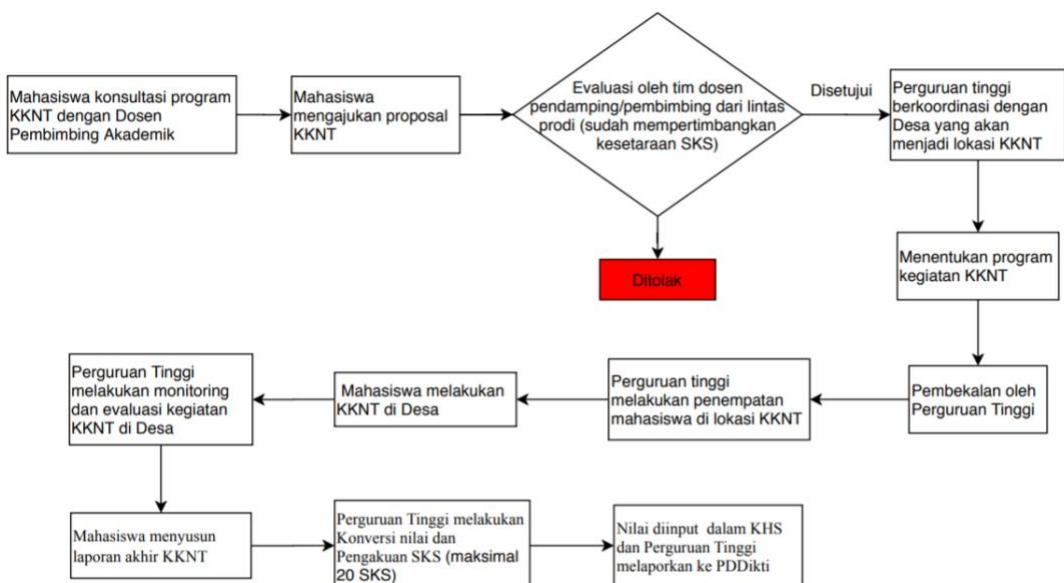 Mahasiswa konsultasi program
KKNT dengan Dosen
Pembimbing Akademik
Mahasiswa
mengajukan proposal
KKNT
Evaluasi oleh tim dosen
pendamping/pembimbing dari lintas
prodi (sudah mempertimbangkan
kesetaraan SKS)
Disetujui
Perguruan tinggi
berkoordinasi dengan
Desa yang akan
menjadi lokasi KKNT
Ditolak
Menentukan program
kegiatan KKNT
Pembekalan oleh
Perguruan Tinggi
Perguruan tinggi
melakukan penempatan
mahasiswa di lokasi KKNT
Mahasiswa melakukan
KKNT di Desa
Perguruan Tinggi
melakukan monitoring
dan evaluasi kegiatan
KKNT di Desa
Mahasiswa menyusun
laporan akhir KKNT
Perguruan Tinggi melakukan
Konversi nilai dan
Pengakuan SKS (maksimal
20 SKS)
Nilai diinput dalam KHS
dan Perguruan Tinggi
melaporkan ke PDDikti